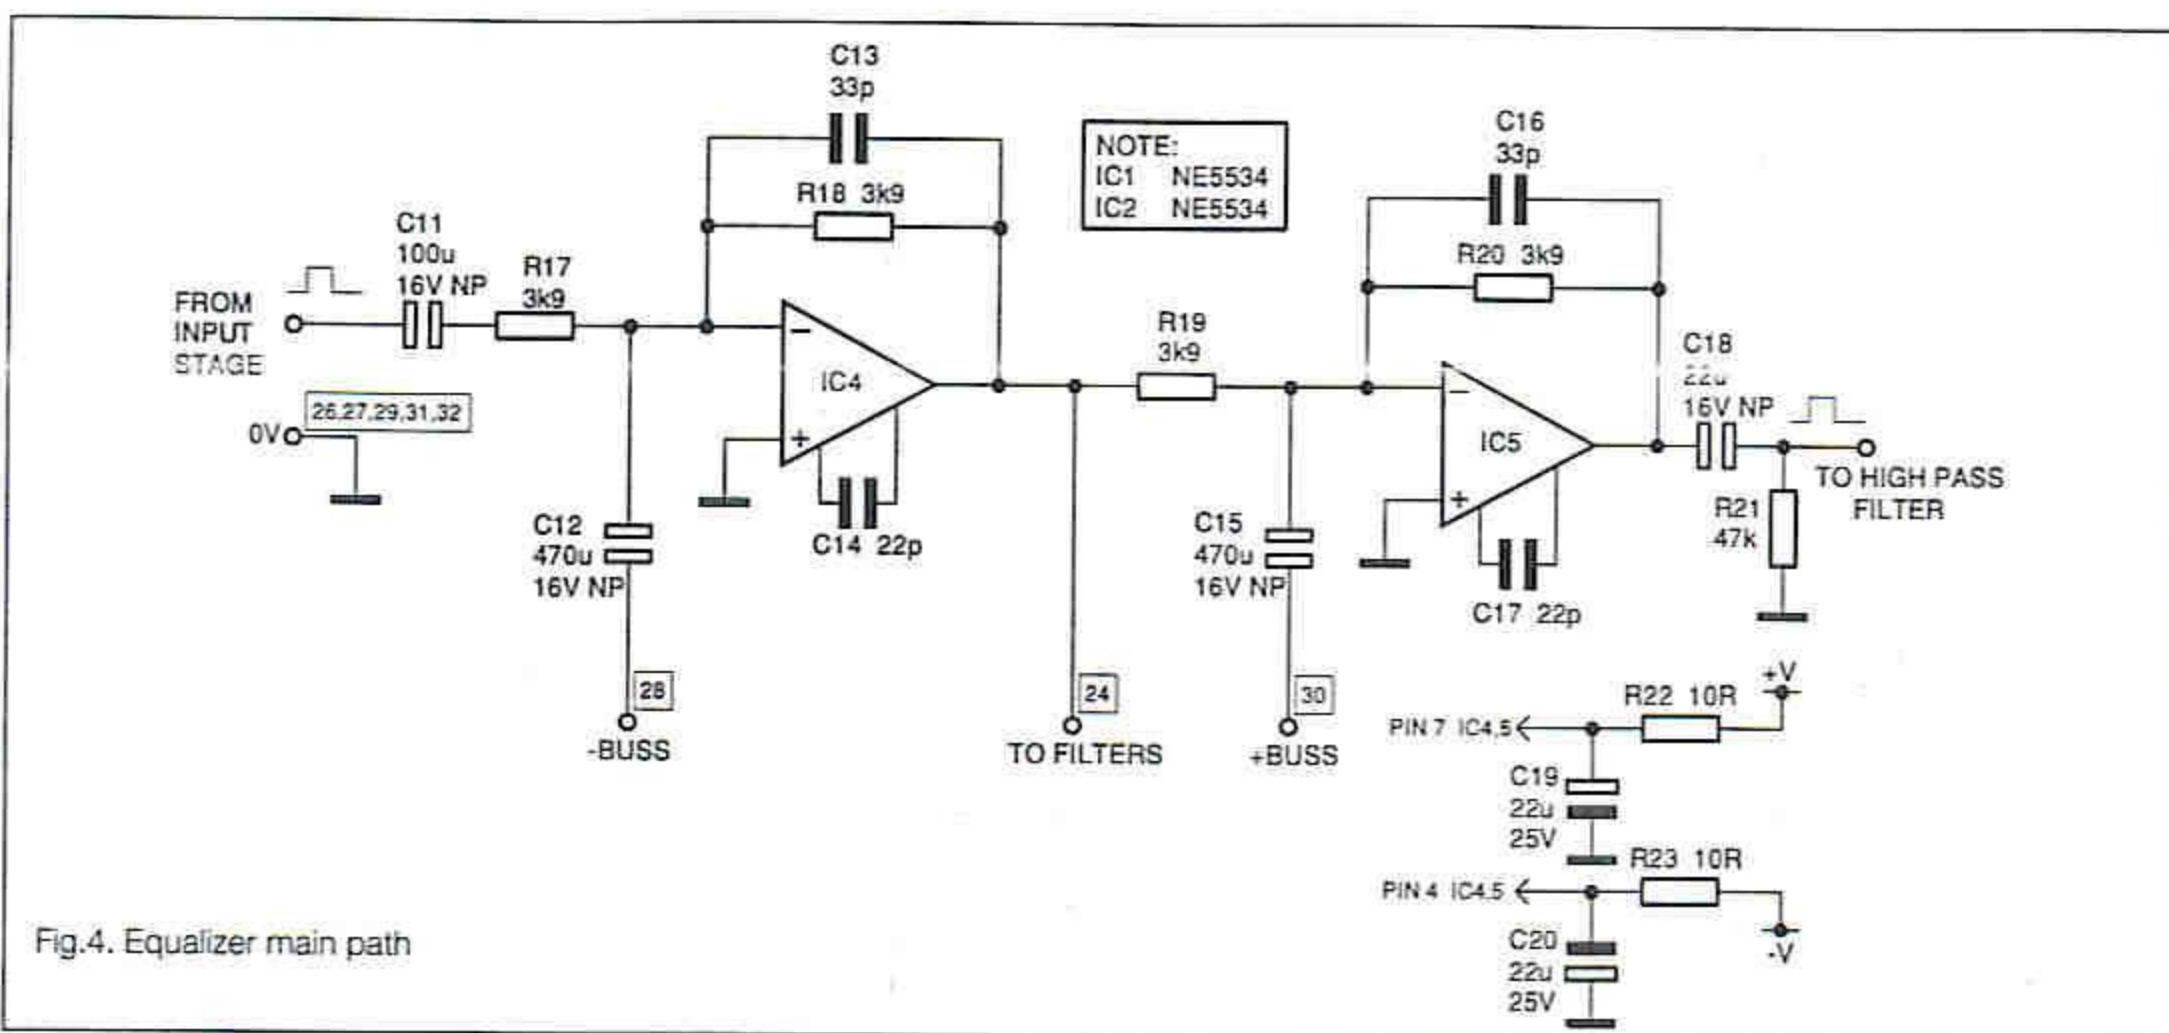 C13
33p
R18 3k9
NOTE:
IC1 NE5534
IC2 NE5534
C16
33p
R20 3k9
C11
100u
16V NP
R17
3k9
FROM
INPUT
STAGE
0V
26,27,29,31,32
IC4
+
−
C14 22p
C12
470u
16V NP
28
-BUSS
R19
3k9
24
TO FILTERS
C15
470u
16V NP
30
+BUSS
IC5
−
+
C17 22p
C18
22u
16V NP
TO HIGH PASS
FILTER
R21
47k
+V
R22 10R
PIN 7 IC4,5
C19
22u
25V
R23 10R
PIN 4 IC4,5
-V
C20
22u
25V
Fig.4. Equalizer main path